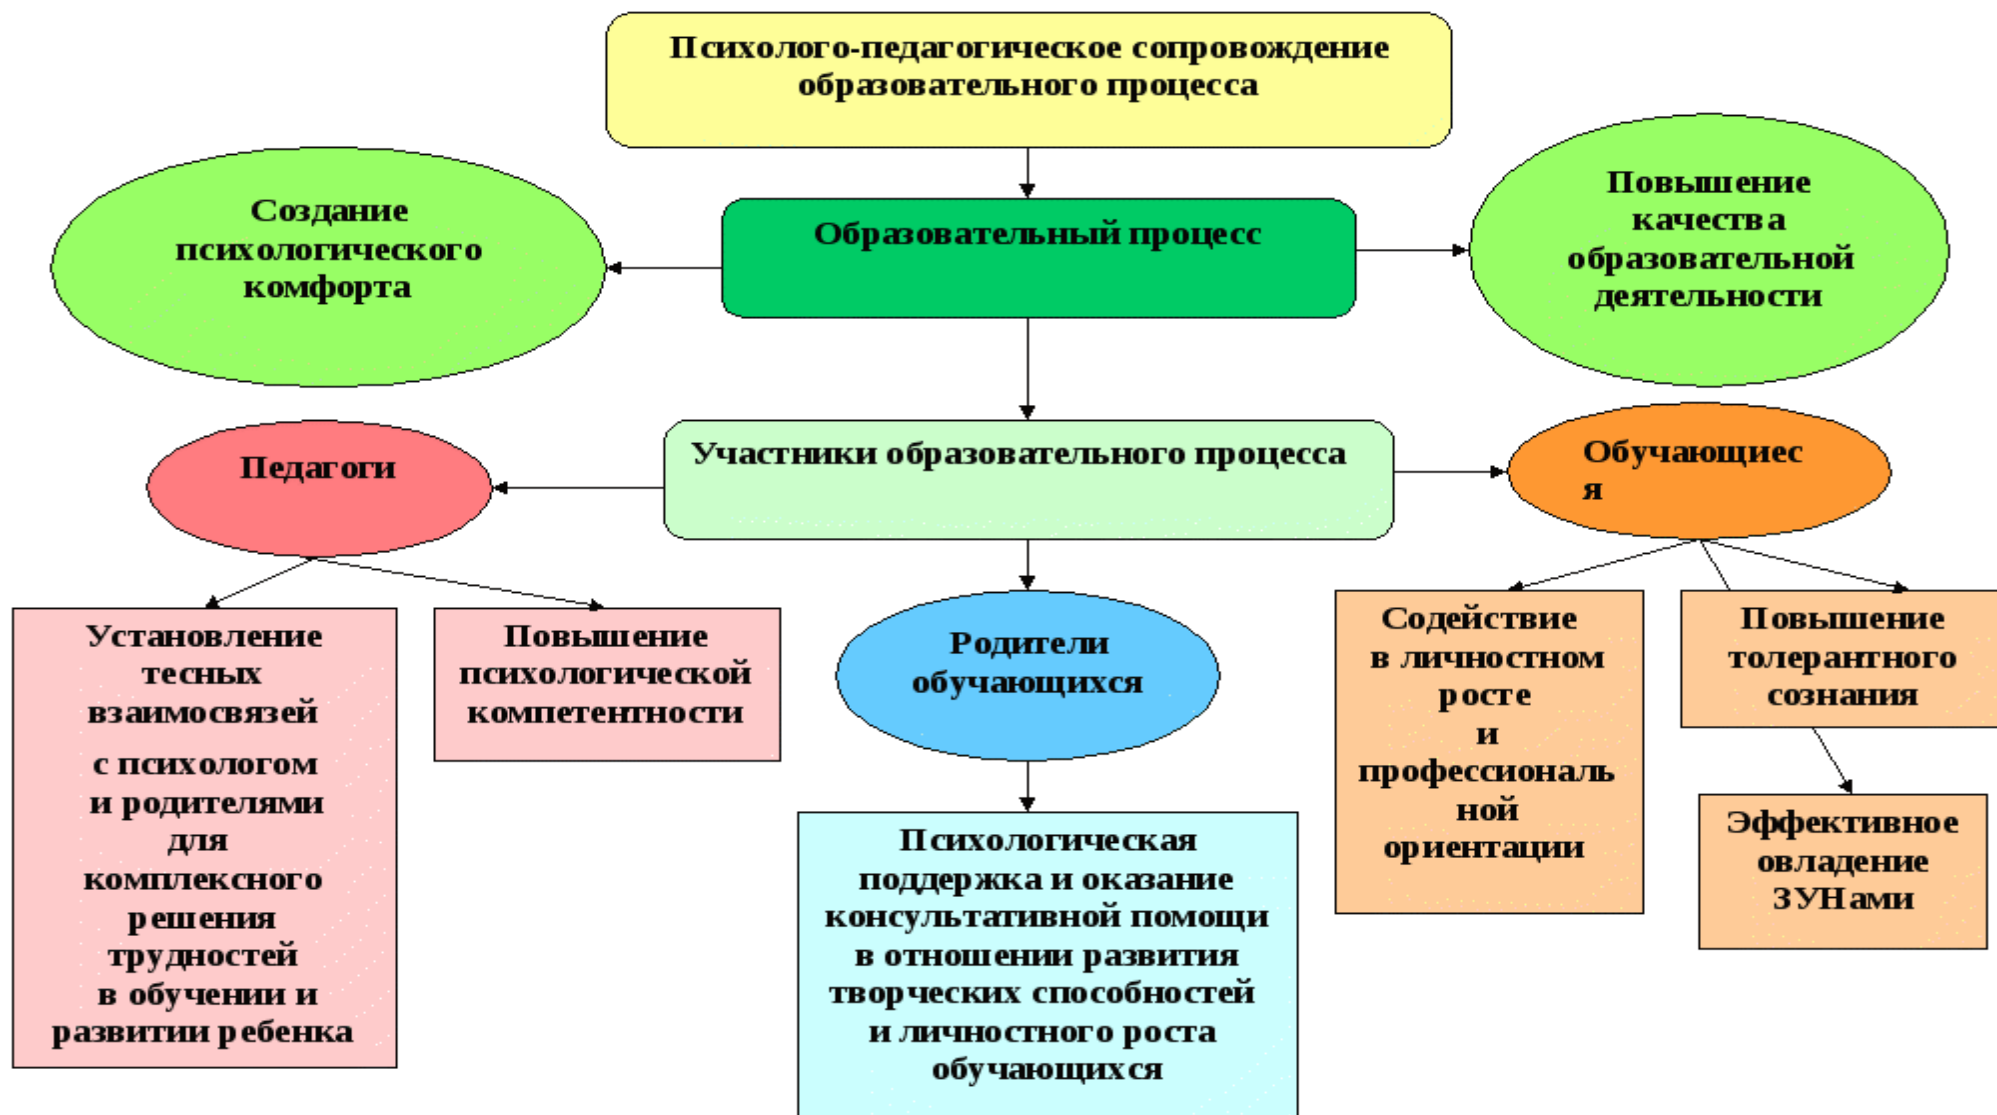 Психолого-педагогическое сопровождение
образовательного процесса
Создание
психологического
комфорта
Образовательный процесс
Повышение
качества
образовательной
деятельности
Педагоги
Участники образовательного процесса
Обучающиес
я
Установление
тесных
взаимосвязей
с психологом
и родителями
для
комплексного
решения
трудностей
в обучении и
развитии ребенка
Повышение
психологической
компетентности
Родители
обучающихся
Психологическая
поддержка и оказание
консультативной помощи
в отношении развития
творческих способностей
и личностного роста
обучающихся
Содействие
в личностном
росте
и
профессиональ
ной
ориентации
Повышение
толерантного
сознания
Эффективное
овладение
ЗУНами